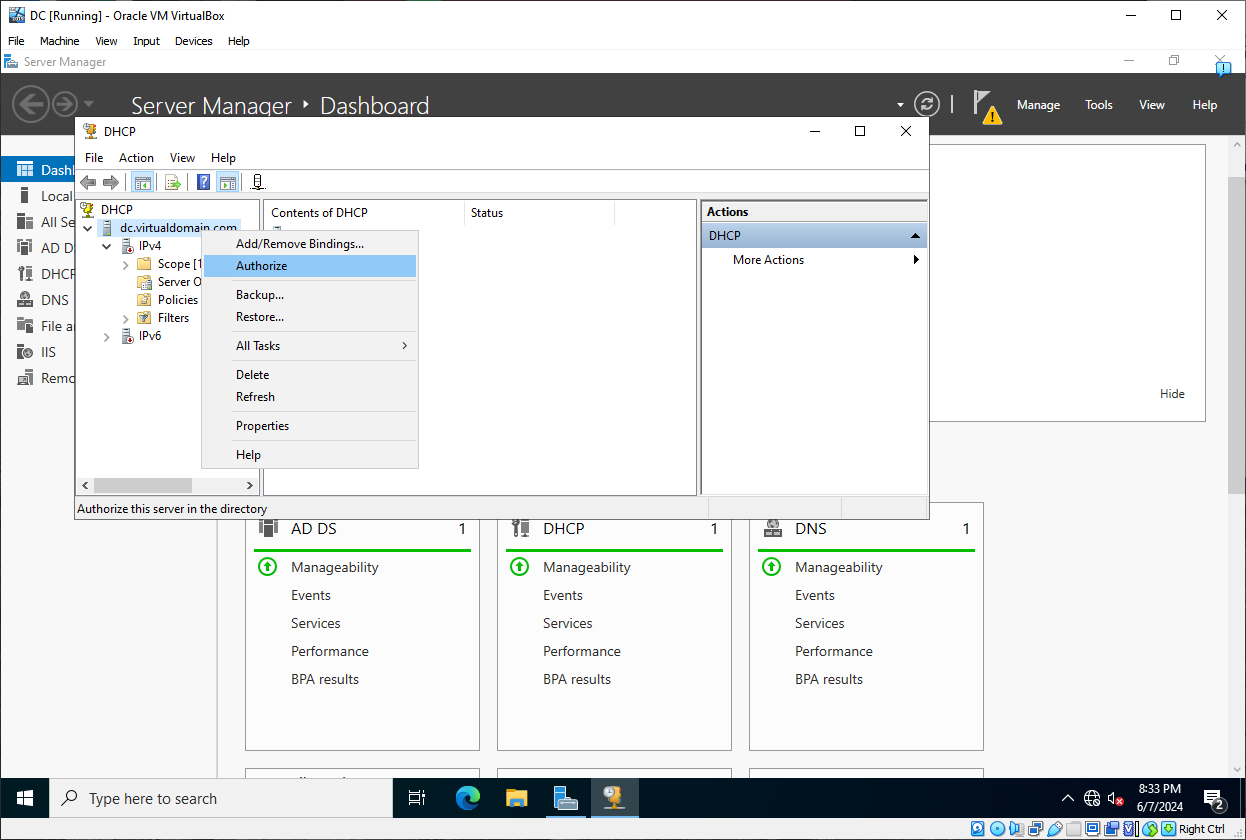 DC [Running] - Oracle VM VirtualBox
File Machine View Input Devices Help
Server Manager
Server Manager Dashboard
Manage Tools View Help
DHCP
File Action View Help
Dashl
Local
All Se
AD D
DHCP
DNS
File a
IIS
Remo
DHCP
dc.virtualdomain.com
IPv4
Scope [1
Server O
Policies
Filters
IPv6
Contents of DHCP Status
Add/Remove Bindings...
Authorize
Backup...
Restore...
All Tasks
Delete
Refresh
Properties
Help
Actions
DHCP
More Actions
Hide
Authorize this server in the directory
AD DS 1
Manageability
Events
Services
Performance
BPA results
DHCP 1
Manageability
Events
Services
Performance
BPA results
DNS 1
Manageability
Events
Services
Performance
BPA results
Type here to search
8:33 PM
6/7/2024
2
Right Ctrl